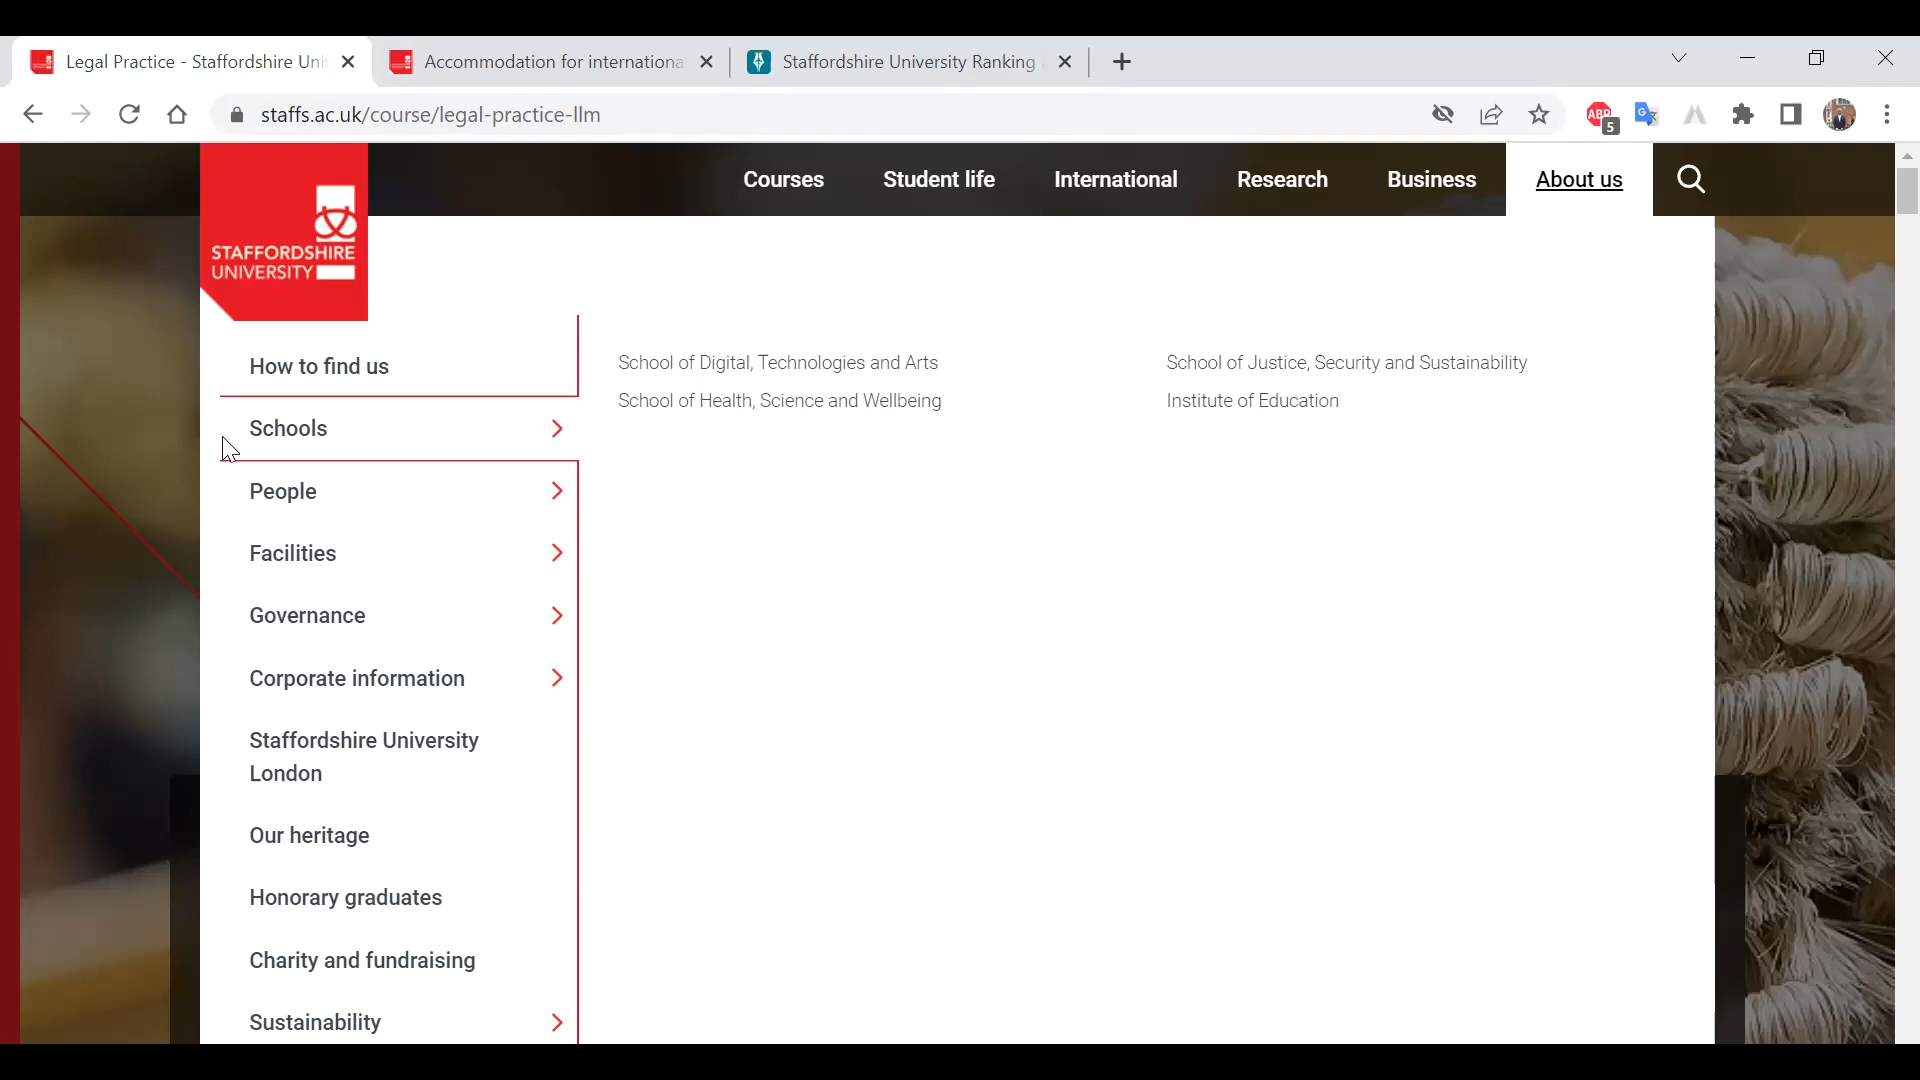 Legal Practice - Staffordshire Uni
Accommodation for internationa
Staffordshire University Ranking
staffs.ac.uk/course/legal-practice-llm
ABP
5
STAFFORDSHIRE
UNIVERSITY
Courses
Student life
International
Research
Business
About us
How to find us
Schools
People
Facilities
Governance
Corporate information
Staffordshire University
London
Our heritage
Honorary graduates
Charity and fundraising
Sustainability
School of Digital, Technologies and Arts
School of Health, Science and Wellbeing
School of Justice, Security and Sustainability
Institute of Education